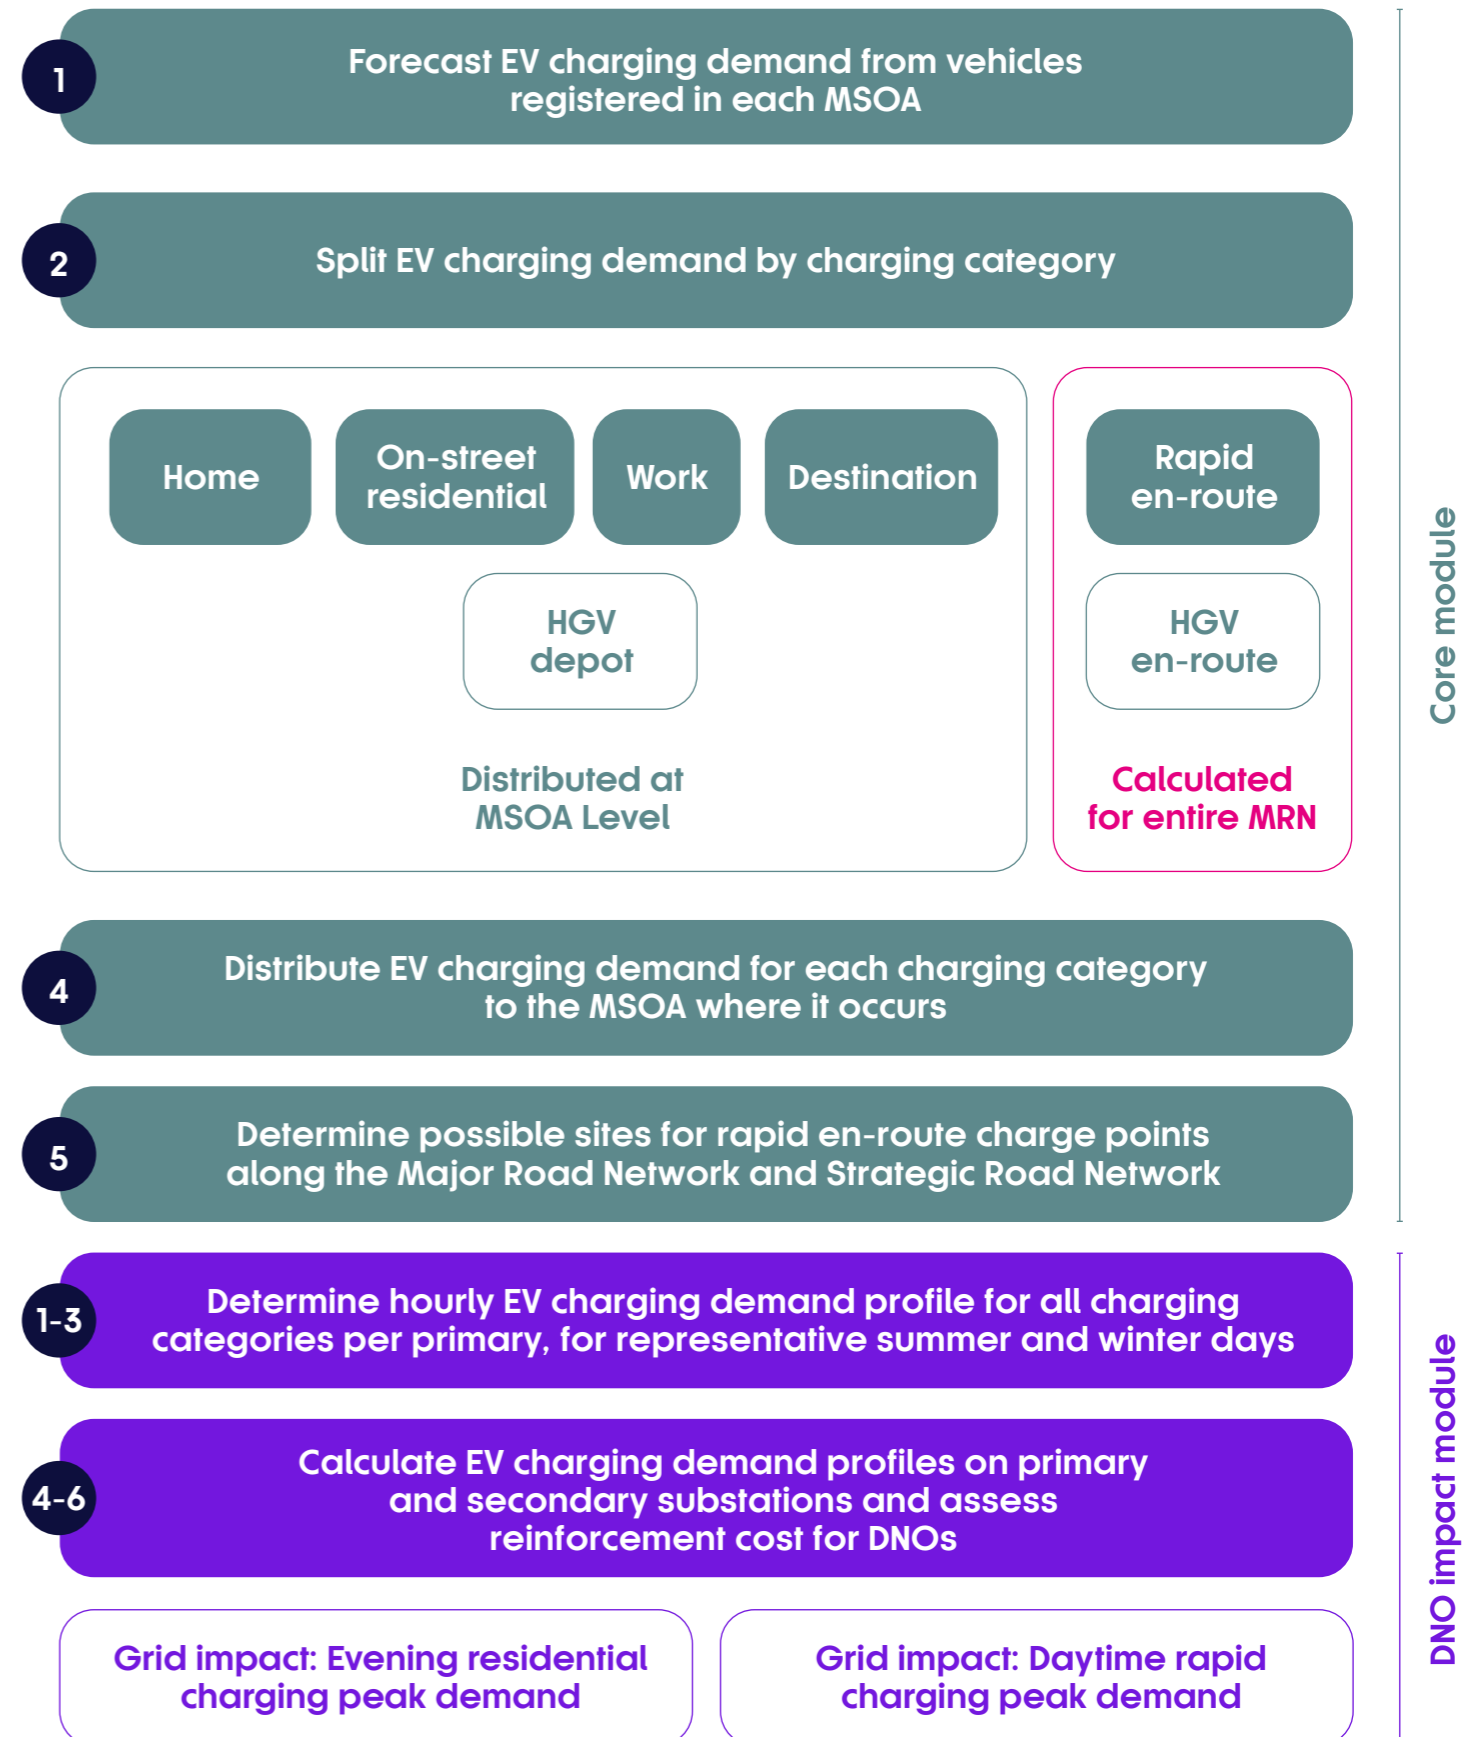 1
Forecast EV charging demand from vehicles
registered in each MSOA
2
Split EV charging demand by charging category
Home
On-street
residential
Work
Destination
HGV
depot
Distributed at
MSOA Level
Rapid
en-route
HGV
en-route
Calculated
for entire MRN
4
Distribute EV charging demand for each charging category
to the MSOA where it occurs
5
Determine possible sites for rapid en-route charge points
along the Major Road Network and Strategic Road Network
Core module
1-3
Determine hourly EV charging demand profile for all charging
categories per primary, for representative summer and winter days
4-6
Calculate EV charging demand profiles on primary
and secondary substations and assess
reinforcement cost for DNOs
Grid impact: Evening residential
charging peak demand
Grid impact: Daytime rapid
charging peak demand
DNO impact module